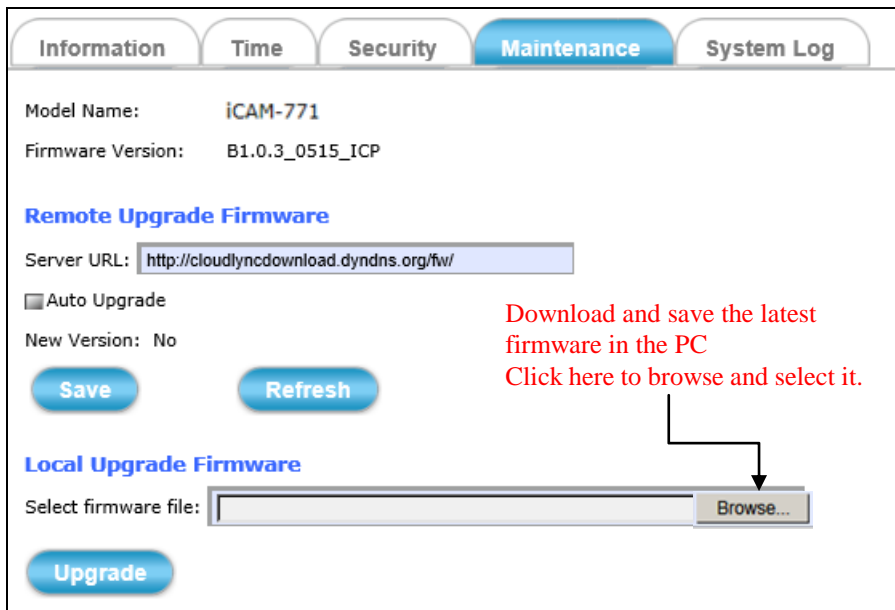 Information Time Security Maintenance System Log
Model Name: iCAM-771
Firmware Version: B1.0.3_0515_ICP
Remote Upgrade Firmware
Server URL: http://cloudlyncdownload.dyndns.org/fw/
Auto Upgrade
New Version: No
Save Refresh
Download and save the latest
firmware in the PC
Click here to browse and select it.
Local Upgrade Firmware
Select firmware file: Browse...
Upgrade